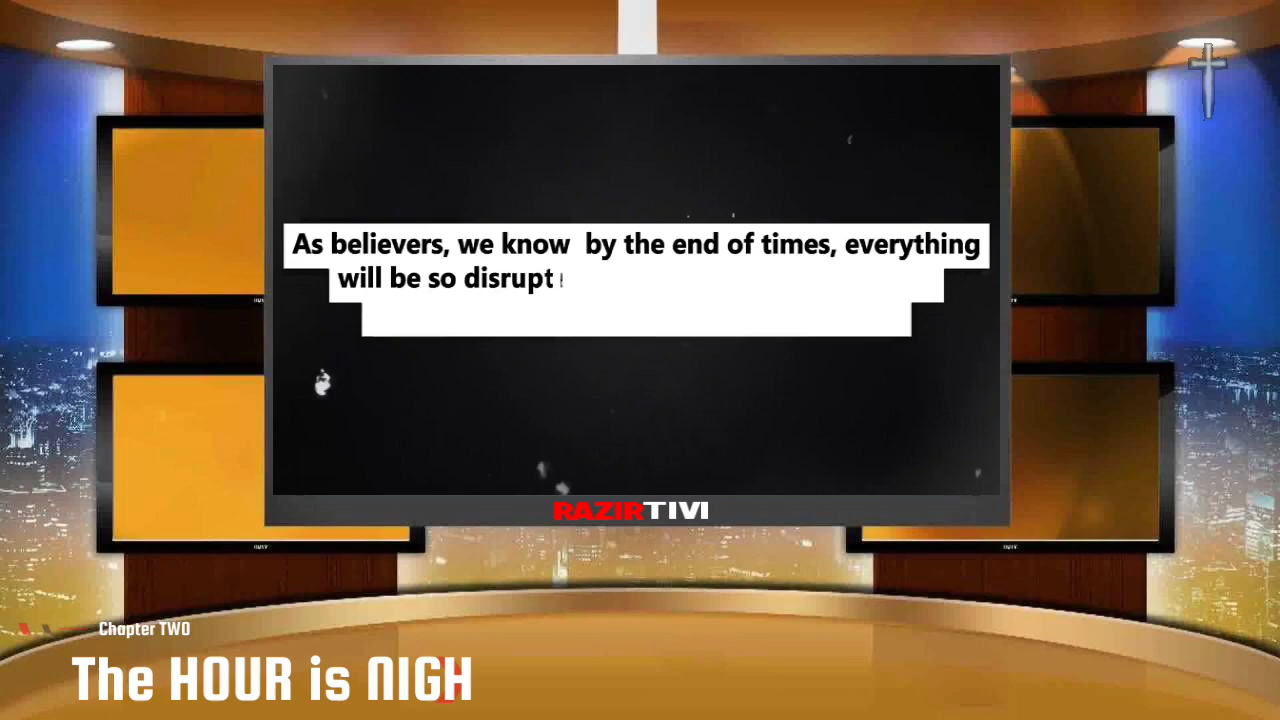 As believers, we know by the end of times, everything
will be so disrupt
RAZIRTIVI
Chapter TWO
The HOUR is NIGH